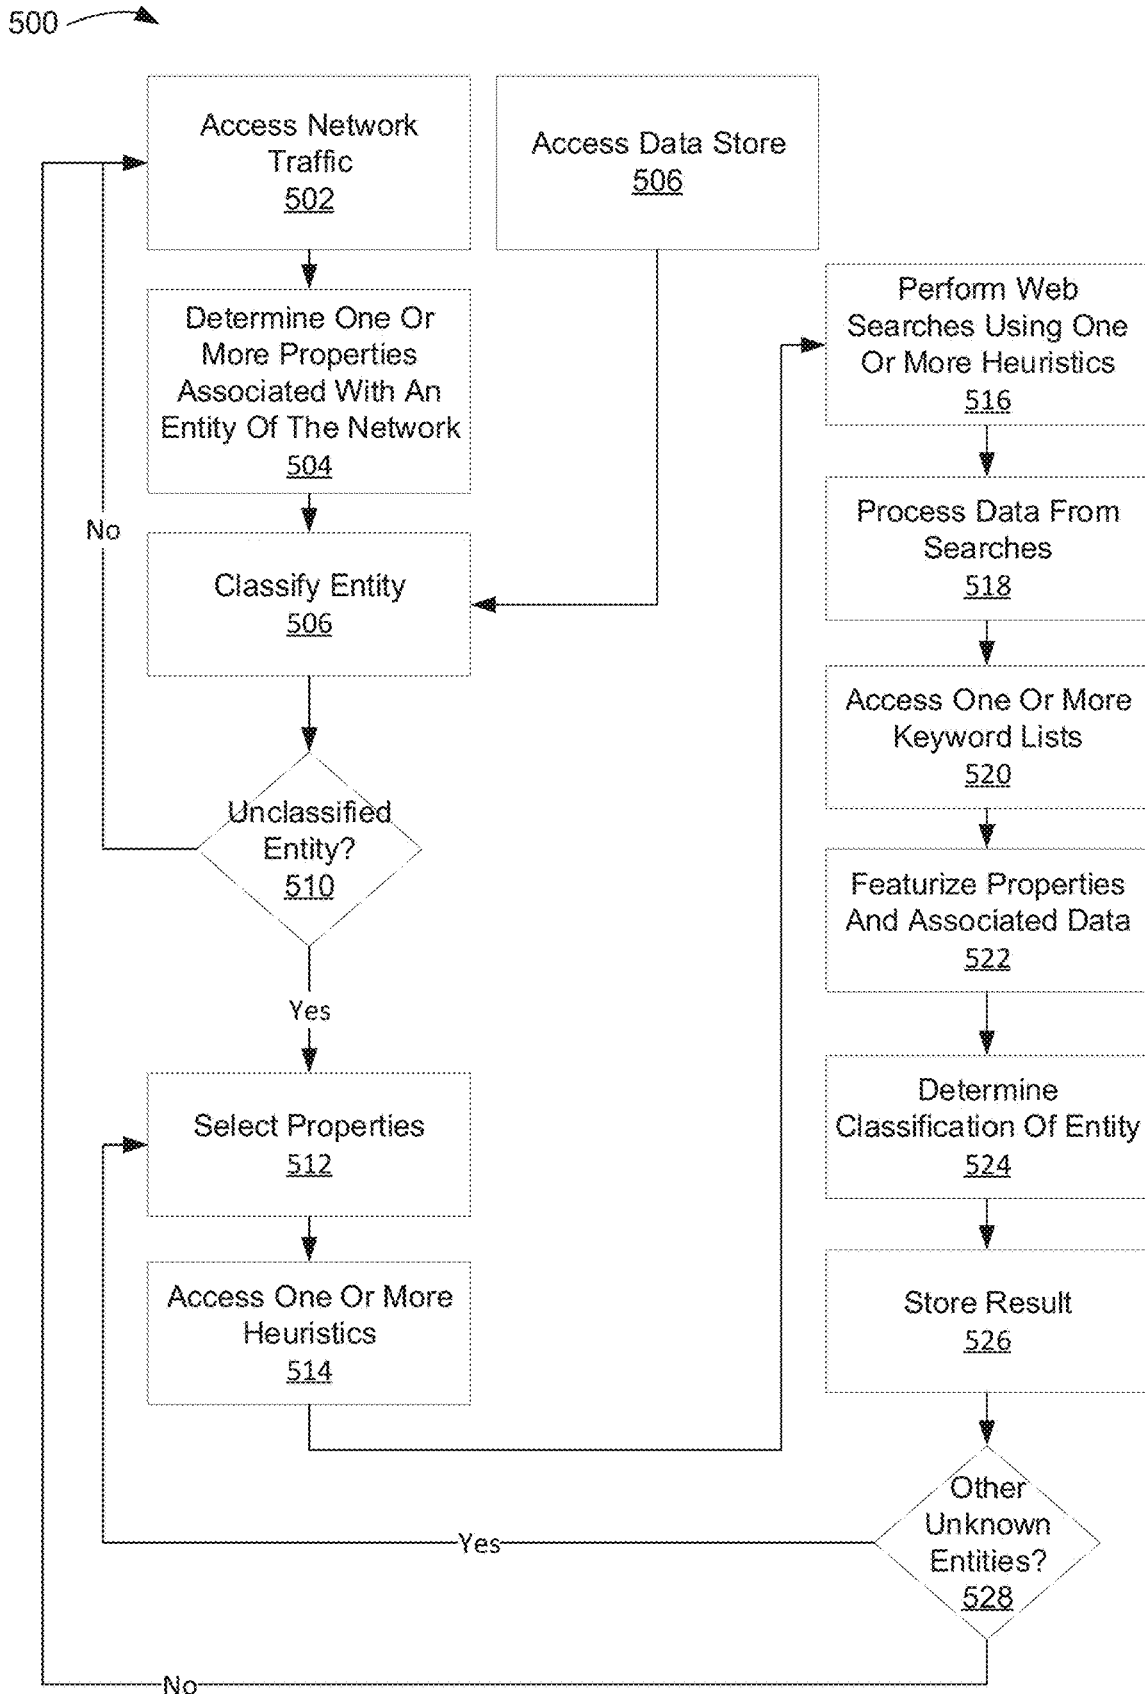 500
Access Network
Traffic
502
Access Data Store
506
Determine One Or
More Properties
Associated With An
Entity Of The Network
504
No
Classify Entity
506
Unclassified
Entity?
510
Yes
Select Properties
512
Access One Or More
Heuristics
514
Perform Web
Searches Using One
Or More Heuristics
516
Process Data From
Searches
518
Access One Or More
Keyword Lists
520
Featurize Properties
And Associated Data
522
Determine
Classification Of Entity
524
Store Result
526
Other
Unknown
Entities?
528
Yes
No